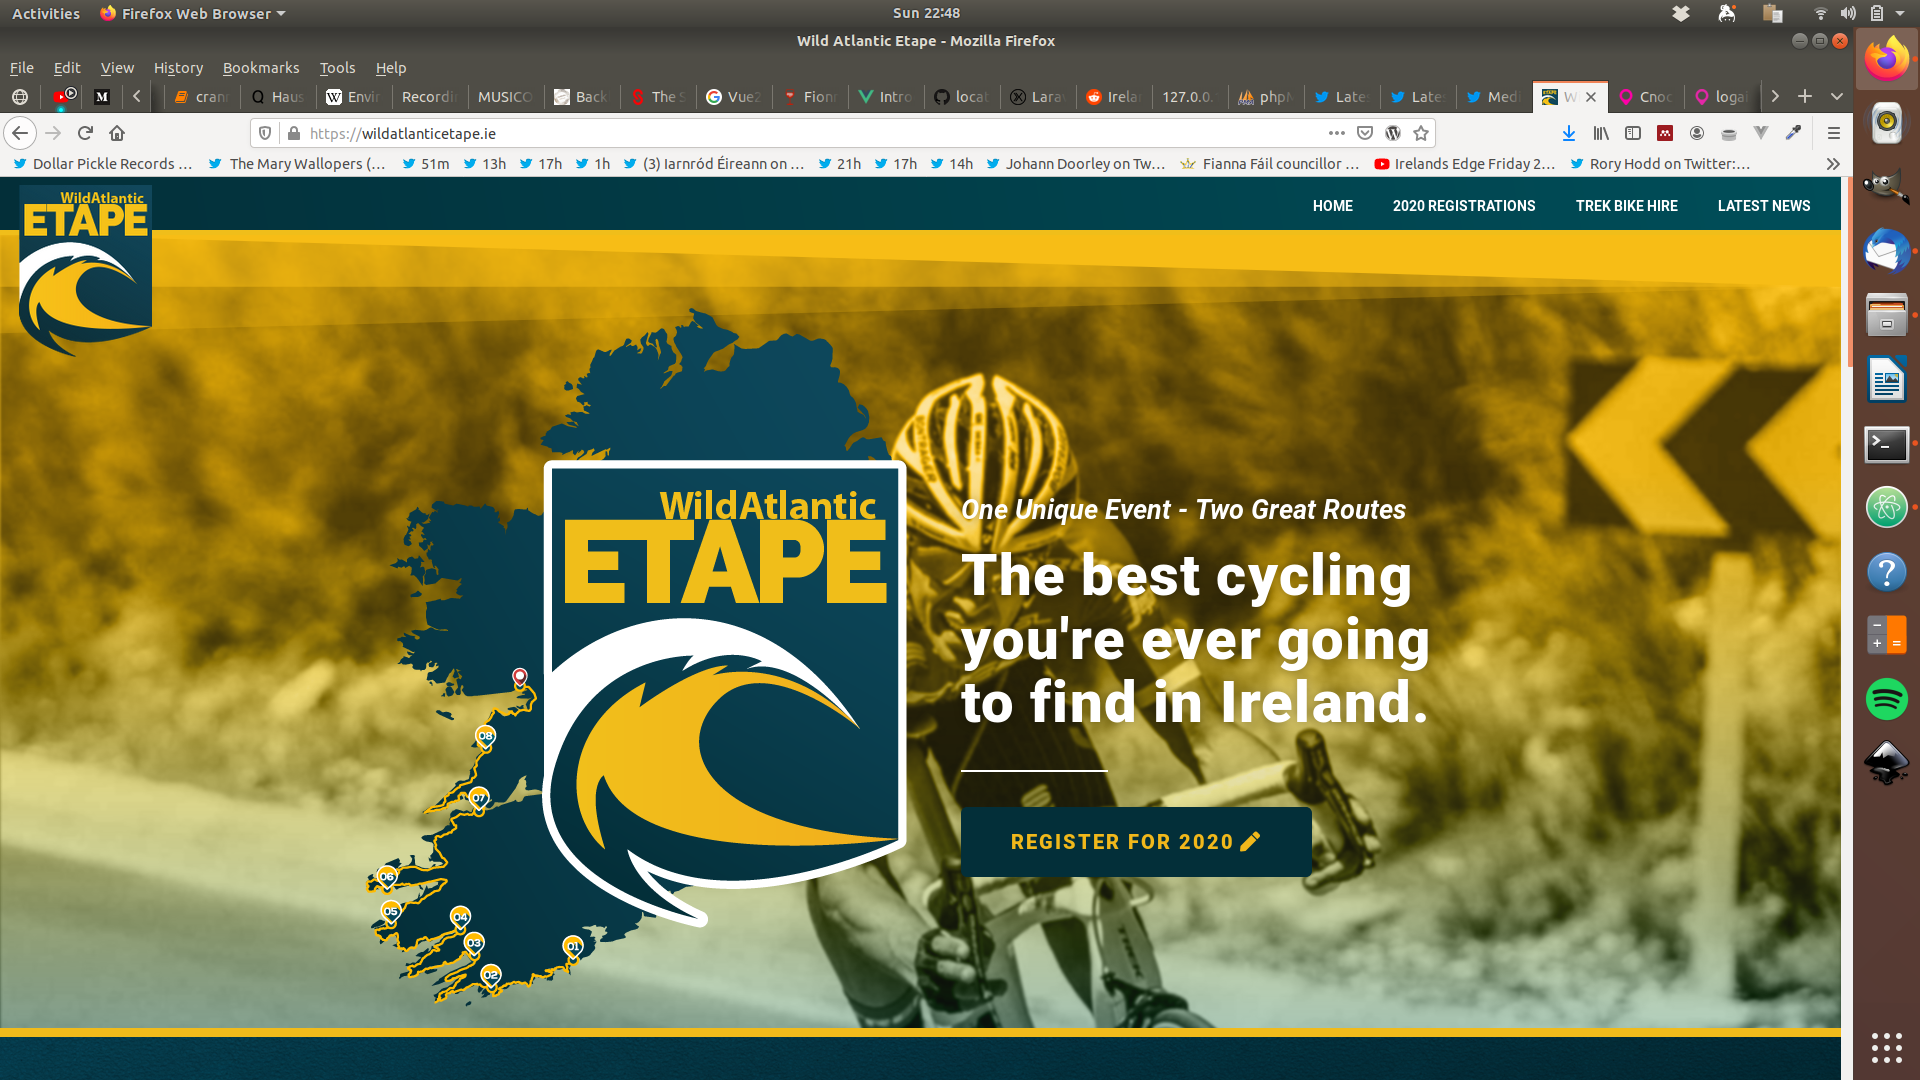 Activities
Firefox Web Browser
Sun 22:48
Wild Atlantic Etape - Mozilla Firefox
File Edit View History Bookmarks Tools Help
cran Haus Envi Recordi MUSICO Back The S Vue2 Fion Intro loca Lara Irela 127.0.0. phpM Late Late Medi W Cnoc loga
https://wildatlanticetape.ie
Dollar Pickle Records ... The Mary Wallopers (... 51m 13h 17h 1h (3) Iarnród Éireann on ... 21h 17h 14h Johann Doorley on Tw... Fianna Fáil councillor ... Irelands Edge Friday 2... Rory Hodd on Twitter:...
WildAtlantic
ETAPE
HOME 2020 REGISTRATIONS TREK BIKE HIRE LATEST NEWS
WildAtlantic
ETAPE
One Unique Event - Two Great Routes
The best cycling
you're ever going
to find in Ireland.
REGISTER FOR 2020
08
07
06
05
04
03
02
01